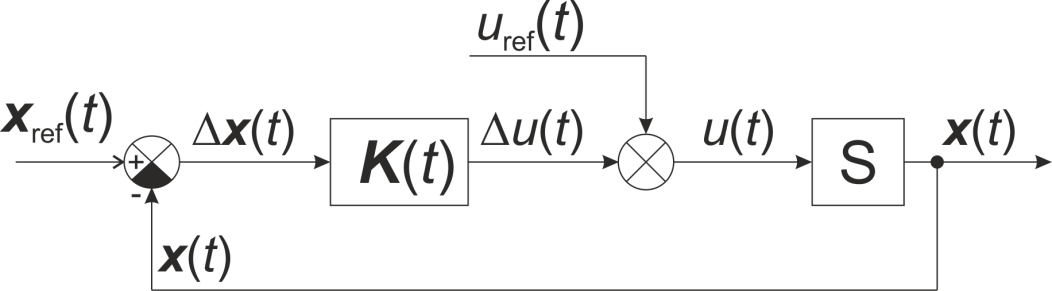 u_ref(t)
x_ref(t)
+
-
Δx(t)
K(t)
Δu(t)
u(t)
S
x(t)
x(t)